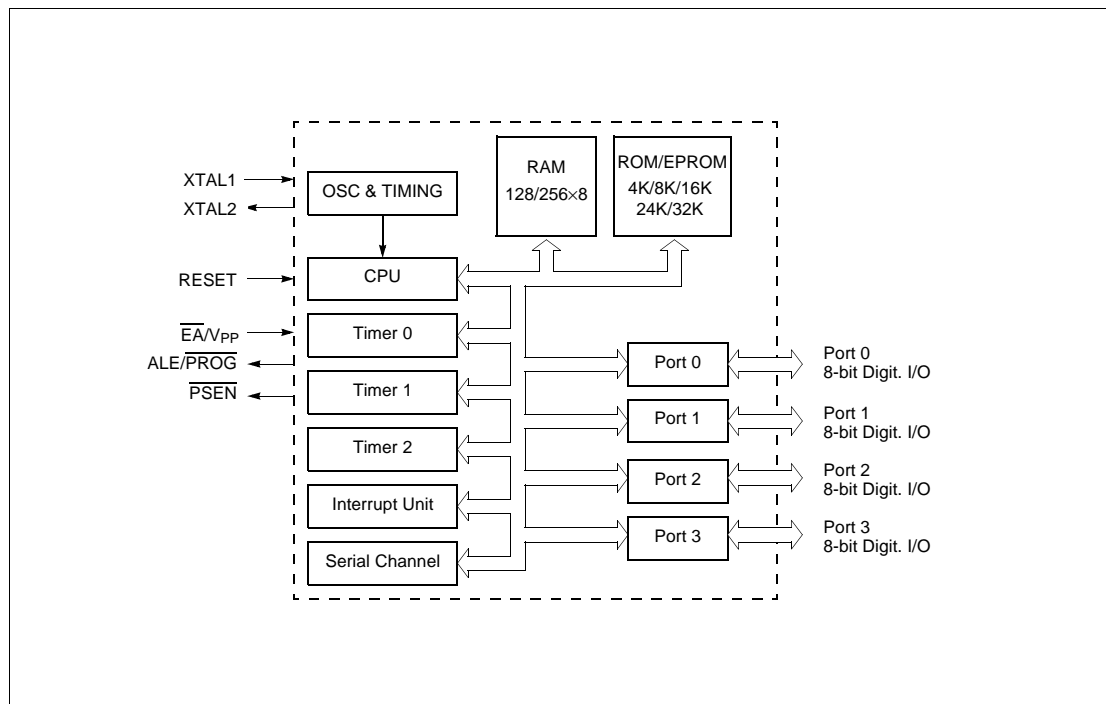 XTAL1
XTAL2
RESET
EA/VPP
ALE/PROG
PSEN
OSC & TIMING
CPU
Timer 0
Timer 1
Timer 2
Interrupt Unit
Serial Channel
RAM
128/256×8
ROM/EPROM
4K/8K/16K
24K/32K
Port 0
Port 1
Port 2
Port 3
Port 0
8-bit Digit. I/O
Port 1
8-bit Digit. I/O
Port 2
8-bit Digit. I/O
Port 3
8-bit Digit. I/O